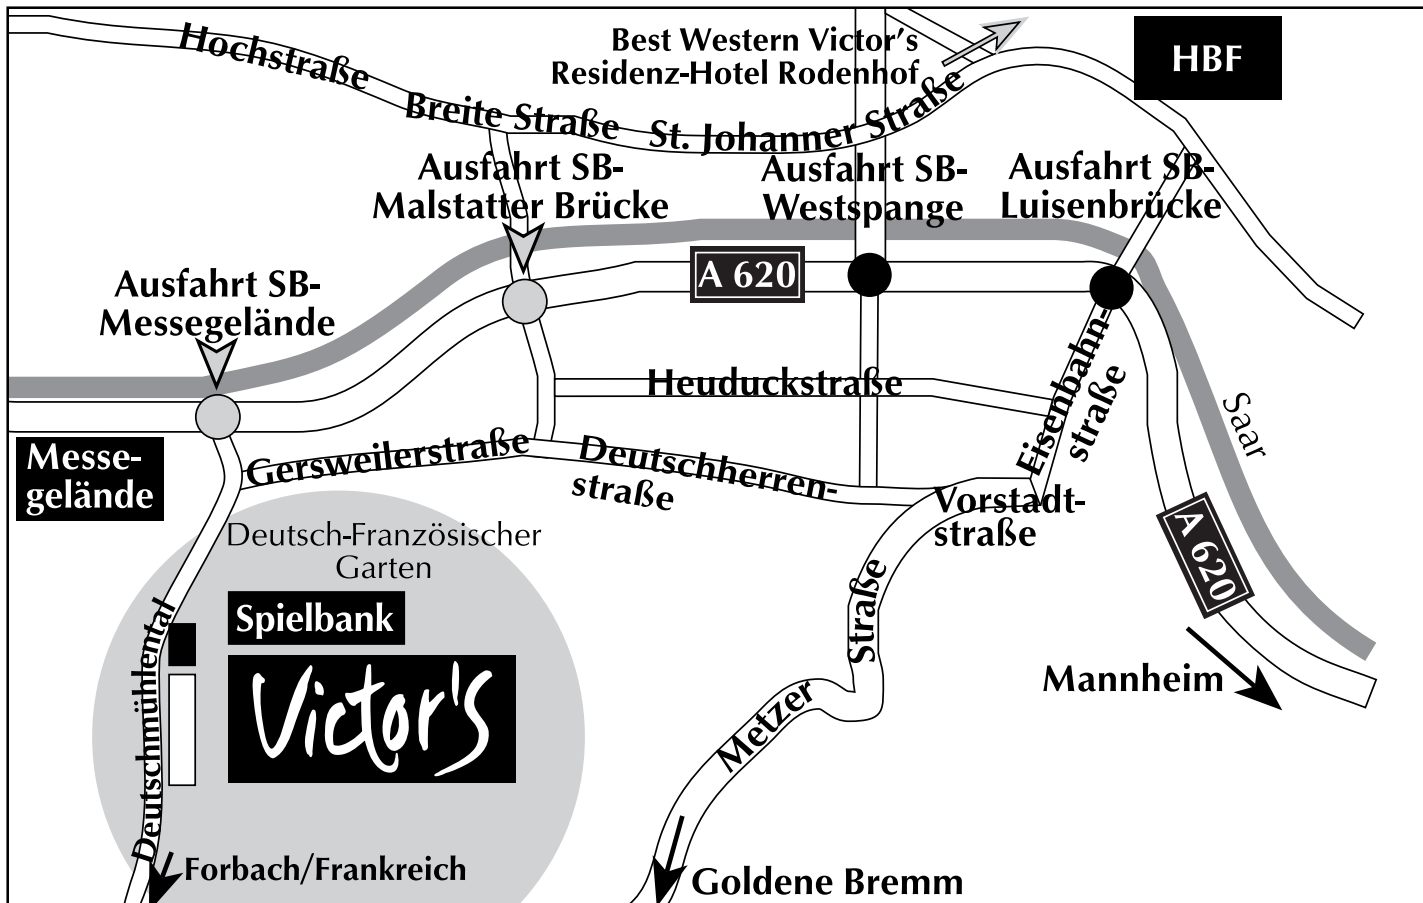 Hochstraße
Best Western Victor's
Residenz-Hotel Rodenhof
HBF
Breite Straße
St. Johanner Straße
Ausfahrt SB-
Malstatter Brücke
Ausfahrt SB-
Westspange
Ausfahrt SB-
Luisenbrücke
A 620
Ausfahrt SB-
Messegelände
Heuduckstraße
Eisenbahn-
straße
Saar
Messe-
gelände
Gersweilerstraße
Deutschherren-
straße
Vorstadt-
straße
A 620
Deutsch-Französischer
Garten
Spielbank
Victor's
Deutschmühlental
Metzer
Straße
Mannheim
Forbach/Frankreich
Goldene Bremm